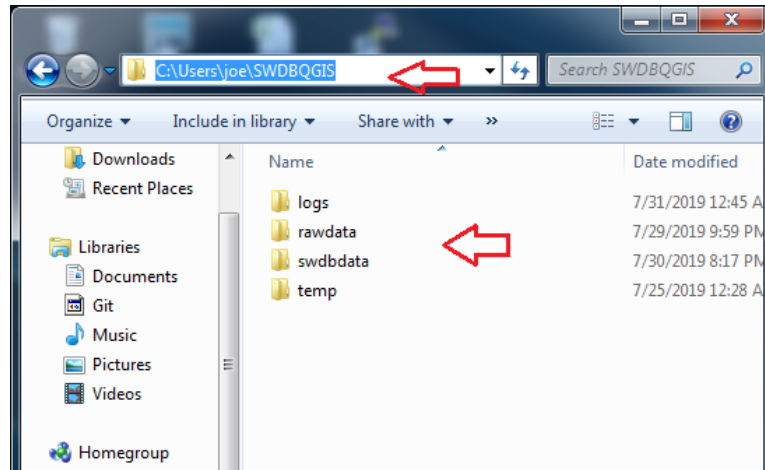 C:\Users\joe\SWDBQGIS
Search SWDBQGIS
Organize Include in library Share with »
Downloads
Recent Places
Libraries
Documents
Git
Music
Pictures
Videos
Homegroup
Name Date modified
logs 7/31/2019 12:45 A
rawdata 7/29/2019 9:59 PM
swdbdata 7/30/2019 8:17 PM
temp 7/25/2019 12:28 A